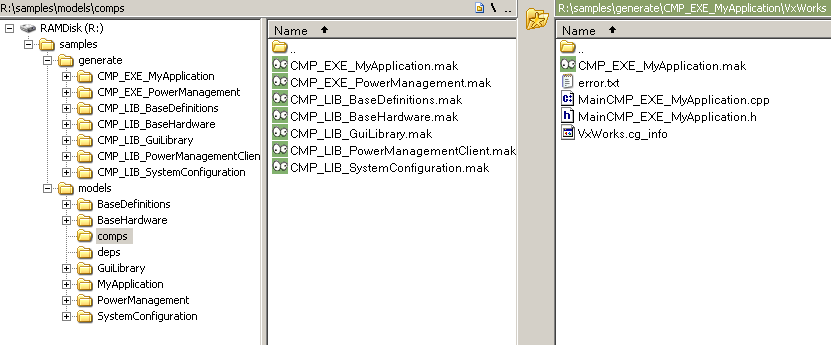 R:\samples\models\comps
RAMDisk (R:)
samples
generate
CMP_EXE_MyApplication
CMP_EXE_PowerManagement
CMP_LIB_BaseDefinitions
CMP_LIB_BaseHardware
CMP_LIB_GuiLibrary
CMP_LIB_PowerManagementClient
CMP_LIB_SystemConfiguration
models
BaseDefinitions
BaseHardware
comps
deps
GuiLibrary
MyApplication
PowerManagement
SystemConfiguration
\ ..
Name
..
CMP_EXE_MyApplication.mak
CMP_EXE_PowerManagement.mak
CMP_LIB_BaseDefinitions.mak
CMP_LIB_BaseHardware.mak
CMP_LIB_GuiLibrary.mak
CMP_LIB_PowerManagementClient.mak
CMP_LIB_SystemConfiguration.mak
R:\samples\generate\CMP_EXE_MyApplication\VxWorks
Name
..
CMP_EXE_MyApplication.mak
error.txt
MainCMP_EXE_MyApplication.cpp
MainCMP_EXE_MyApplication.h
VxWorks.cg_info